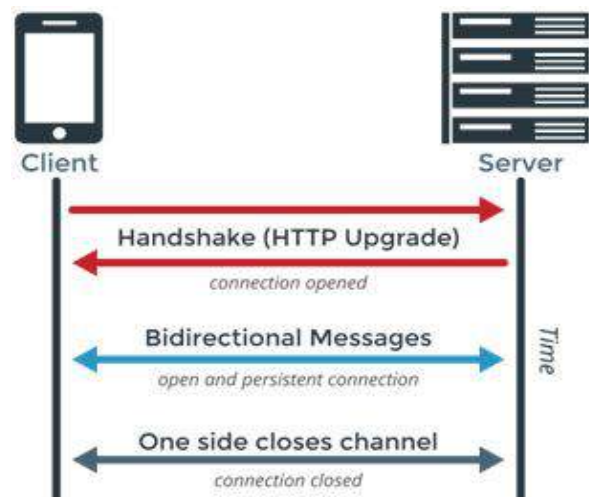 Client
Server
Handshake (HTTP Upgrade)
connection opened
Bidirectional Messages
open and persistent connection
Time
One side closes channel
connection closed